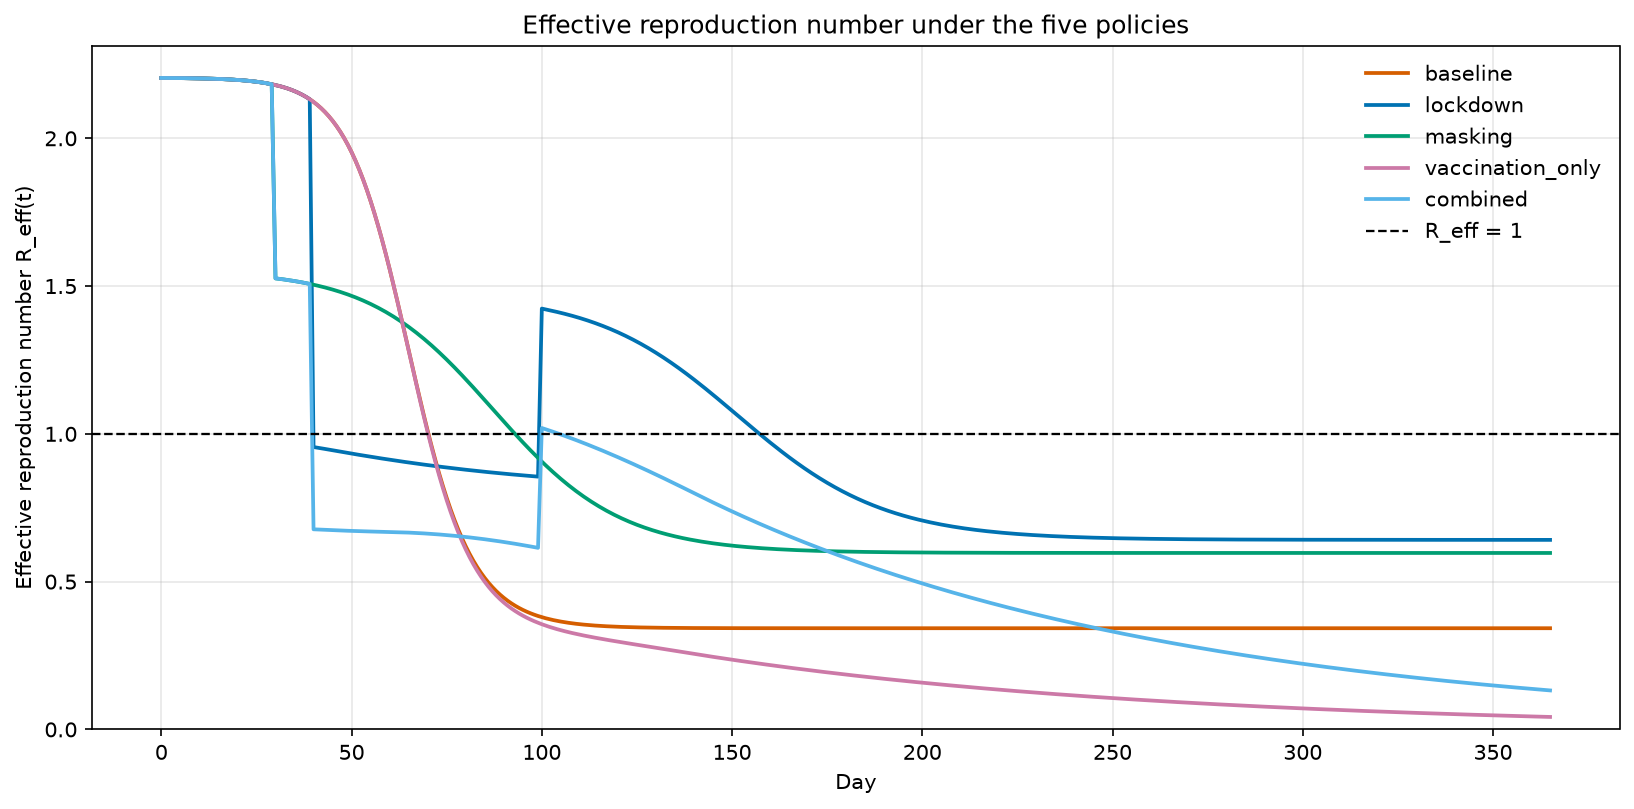 Effective reproduction number under the five policies
Effective reproduction number R_eff(t)
2.0
1.5
1.0
0.5
0.0
baseline
lockdown
masking
vaccination_only
combined
R_eff = 1
0
50
100
150
200
250
300
350
Day